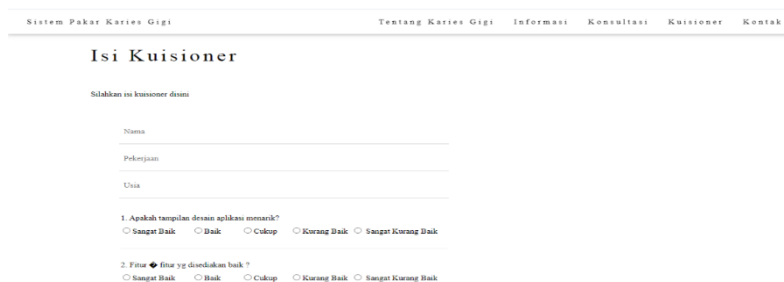 Sistem Pakar Karies Gigi Tentang Karies Gigi Informasi Konsultasi Kuisioner Kontak
Isi Kuisioner
Silahkan isi kuisioner disini
Nama
Pekerjaan
Usia
1. Apakah tampilan desain aplikasi menarik?
Sangat Baik Baik Cukup Kurang Baik Sangat Kurang Baik
2. Fitur � fitur yg disediakan baik ?
Sangat Baik Baik Cukup Kurang Baik Sangat Kurang Baik